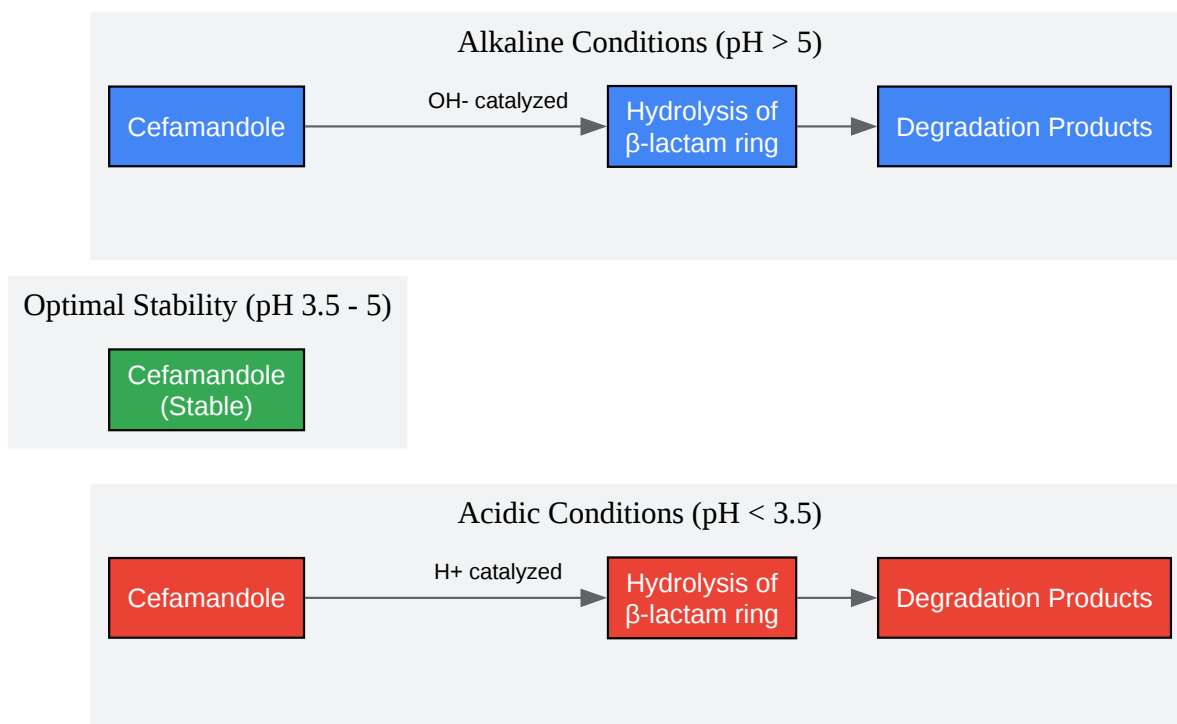 Alkaline Conditions (pH > 5)
Cefamandole
OH- catalyzed
Hydrolysis of
β-lactam ring
Degradation Products
Optimal Stability (pH 3.5 - 5)
Cefamandole
(Stable)
Acidic Conditions (pH < 3.5)
Cefamandole
H+ catalyzed
Hydrolysis of
β-lactam ring
Degradation Products